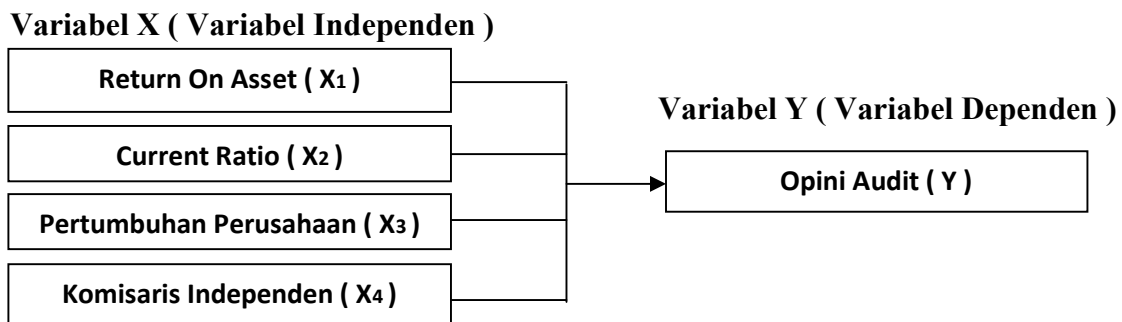 Variabel X ( Variabel Independen )
Return On Asset ( X1 )
Current Ratio ( X2 )
Pertumbuhan Perusahaan ( X3 )
Komisaris Independen ( X4 )
Variabel Y ( Variabel Dependen )
Opini Audit ( Y )